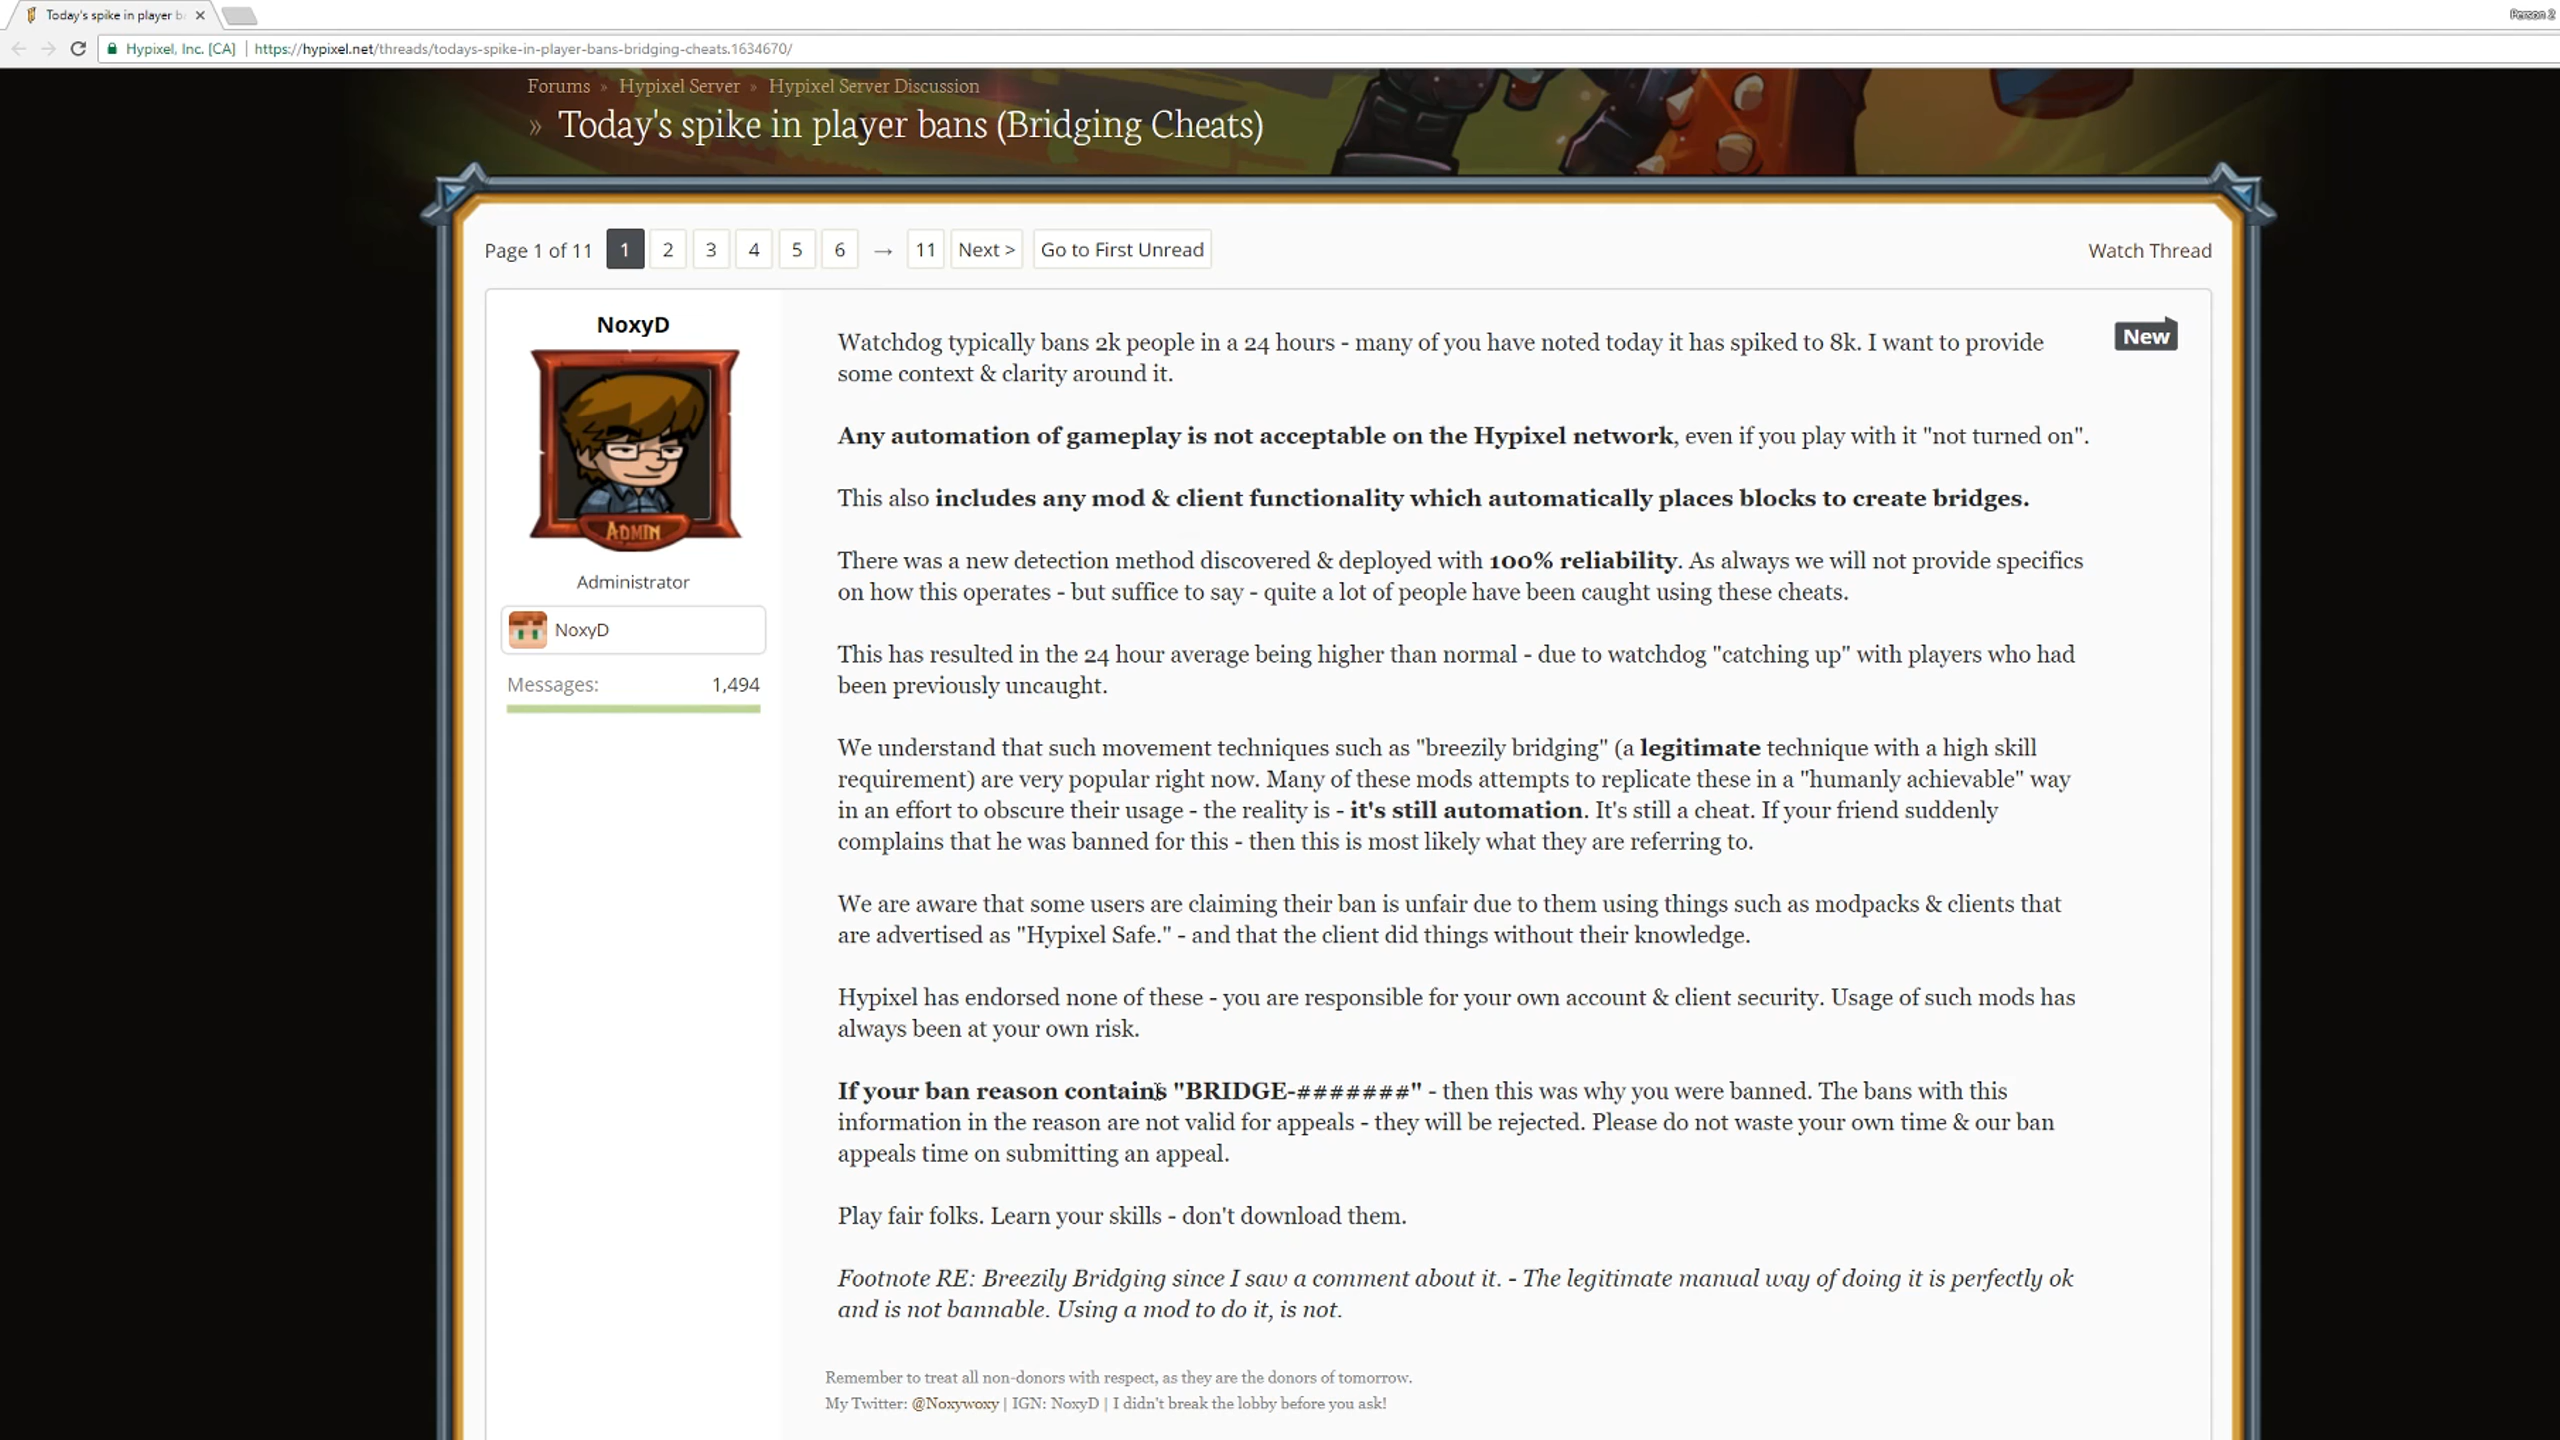 Today's spike in player b
Person 2
Hypixel, Inc. [CA]
https://hypixel.net/threads/todays-spike-in-player-bans-bridging-cheats.1634670/
Forums » Hypixel Server » Hypixel Server Discussion
» Today's spike in player bans (Bridging Cheats)
Page 1 of 11 1 2 3 4 5 6 → 11 Next > Go to First Unread
Watch Thread
NoxyD
ADMIN
Administrator
NoxyD
Messages: 1,494
New
Watchdog typically bans 2k people in a 24 hours - many of you have noted today it has spiked to 8k. I want to provide
some context & clarity around it.
Any automation of gameplay is not acceptable on the Hypixel network, even if you play with it "not turned on".
This also includes any mod & client functionality which automatically places blocks to create bridges.
There was a new detection method discovered & deployed with 100% reliability. As always we will not provide specifics
on how this operates - but suffice to say - quite a lot of people have been caught using these cheats.
This has resulted in the 24 hour average being higher than normal - due to watchdog "catching up" with players who had
been previously uncaught.
We understand that such movement techniques such as "breezily bridging" (a legitimate technique with a high skill
requirement) are very popular right now. Many of these mods attempts to replicate these in a "humanly achievable" way
in an effort to obscure their usage - the reality is - it's still automation. It's still a cheat. If your friend suddenly
complains that he was banned for this - then this is most likely what they are referring to.
We are aware that some users are claiming their ban is unfair due to them using things such as modpacks & clients that
are advertised as "Hypixel Safe." - and that the client did things without their knowledge.
Hypixel has endorsed none of these - you are responsible for your own account & client security. Usage of such mods has
always been at your own risk.
If your ban reason contains "BRIDGE-#######" - then this was why you were banned. The bans with this
information in the reason are not valid for appeals - they will be rejected. Please do not waste your own time & our ban
appeals time on submitting an appeal.
Play fair folks. Learn your skills - don't download them.
Footnote RE: Breezily Bridging since I saw a comment about it. - The legitimate manual way of doing it is perfectly ok
and is not bannable. Using a mod to do it, is not.
Remember to treat all non-donors with respect, as they are the donors of tomorrow.
My Twitter: @Noxywoxy | IGN: NoxyD | I didn't break the lobby before you ask!